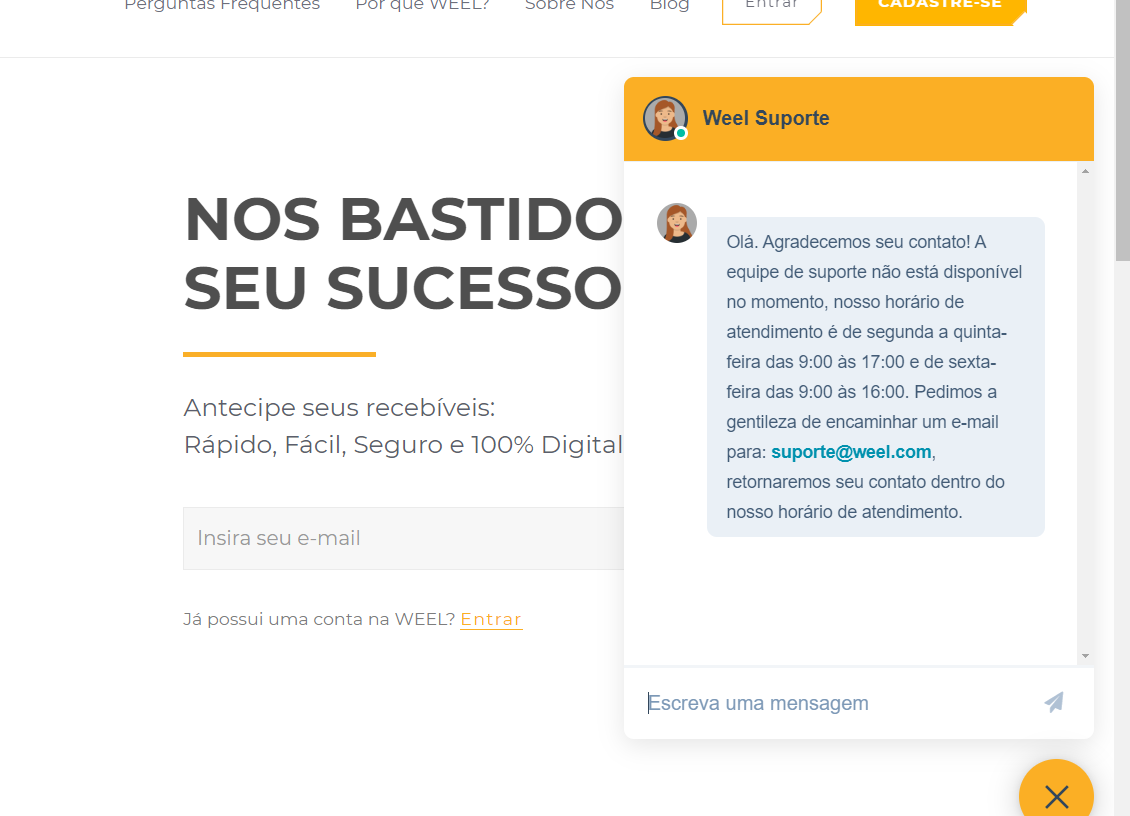 Perguntas Frequentes Por que WEEL? Sobre Nós Blog Entrar CADASTRE-SE
NOS BASTIDO
SEU SUCESSO
Antecipe seus recebíveis:
Rápido, Fácil, Seguro e 100% Digital
Insira seu e-mail
Já possui uma conta na WEEL? Entrar
Weel Suporte
Olá. Agradecemos seu contato! A
equipe de suporte não está disponível
no momento, nosso horário de
atendimento é de segunda a quinta-
feira das 9:00 às 17:00 e de sexta-
feira das 9:00 às 16:00. Pedimos a
gentileza de encaminhar um e-mail
para: suporte@weel.com,
retornaremos seu contato dentro do
nosso horário de atendimento.
Escreva uma mensagem